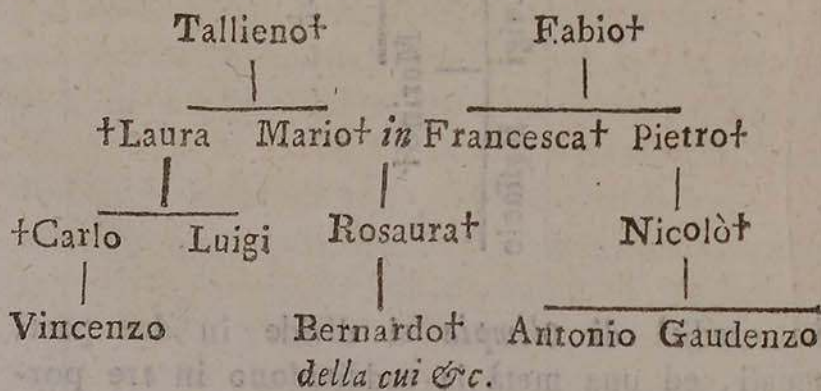 Tallieno† Fabio†
†Laura Mario† in Francesca† Pietro†
†Carlo Luigi Rosaura† Nicolò†
Vincenzo Bernardo† Antonio Gaudenzo
della cui &c.